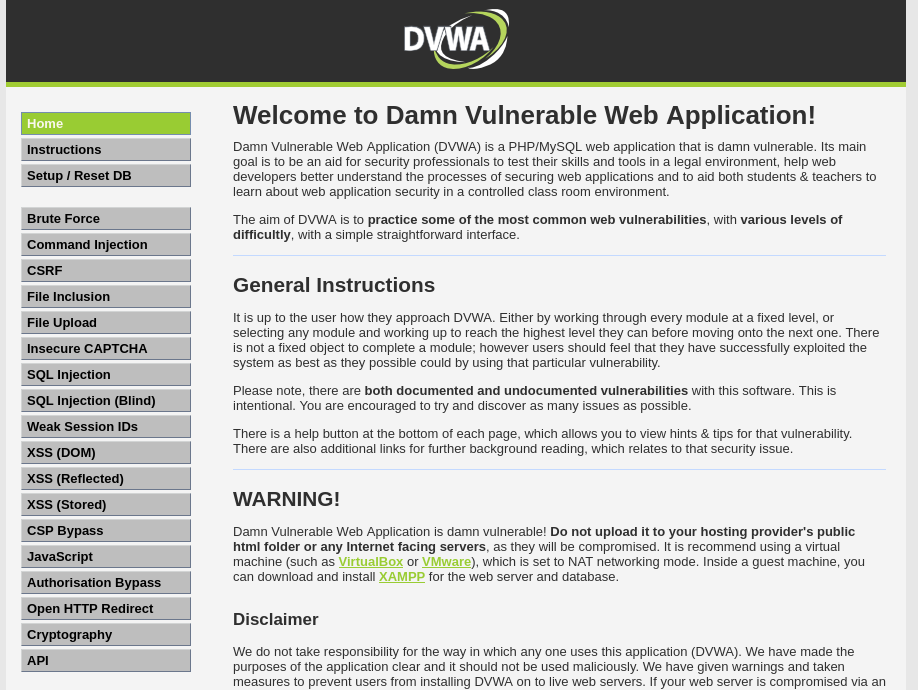 DVWA
Home
Instructions
Setup / Reset DB
Brute Force
Command Injection
CSRF
File Inclusion
File Upload
Insecure CAPTCHA
SQL Injection
SQL Injection (Blind)
Weak Session IDs
XSS (DOM)
XSS (Reflected)
XSS (Stored)
CSP Bypass
JavaScript
Authorisation Bypass
Open HTTP Redirect
Cryptography
API
Welcome to Damn Vulnerable Web Application!
Damn Vulnerable Web Application (DVWA) is a PHP/MySQL web application that is damn vulnerable. Its main
goal is to be an aid for security professionals to test their skills and tools in a legal environment, help web
developers better understand the processes of securing web applications and to aid both students & teachers to
learn about web application security in a controlled class room environment.
The aim of DVWA is to practice some of the most common web vulnerabilities, with various levels of
difficultly, with a simple straightforward interface.
General Instructions
It is up to the user how they approach DVWA. Either by working through every module at a fixed level, or
selecting any module and working up to reach the highest level they can before moving onto the next one. There
is not a fixed object to complete a module; however users should feel that they have successfully exploited the
system as best as they possible could by using that particular vulnerability.
Please note, there are both documented and undocumented vulnerabilities with this software. This is
intentional. You are encouraged to try and discover as many issues as possible.
There is a help button at the bottom of each page, which allows you to view hints & tips for that vulnerability.
There are also additional links for further background reading, which relates to that security issue.
WARNING!
Damn Vulnerable Web Application is damn vulnerable! Do not upload it to your hosting provider's public
html folder or any Internet facing servers, as they will be compromised. It is recommend using a virtual
machine (such as VirtualBox or VMware), which is set to NAT networking mode. Inside a guest machine, you
can download and install XAMPP for the web server and database.
Disclaimer
We do not take responsibility for the way in which any one uses this application (DVWA). We have made the
purposes of the application clear and it should not be used maliciously. We have given warnings and taken
measures to prevent users from installing DVWA on to live web servers. If your web server is compromised via an